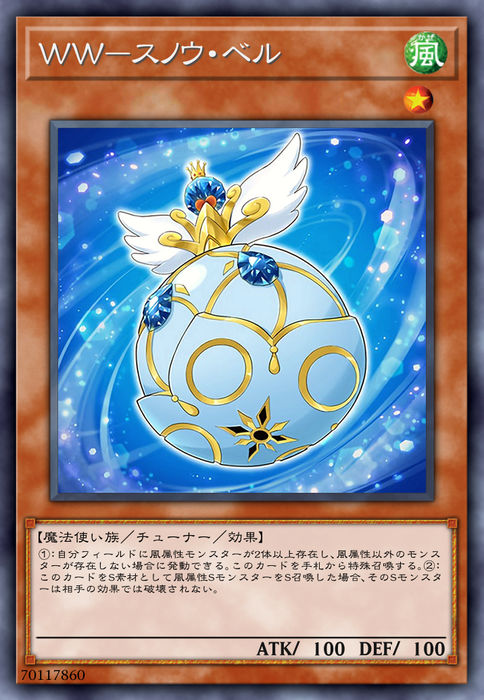 WW－スノウ・ベル
かぜ
風
【魔法使い族／チューナー／効果】
①：自分フィールドに風属性モンスターが2体以上存在し、風属性以外のモンス
ターが存在しない場合に発動できる。このカードを手札から特殊召喚する。②：
このカードをS素材として風属性SモンスターをS召喚した場合、そのSモンスタ
ーは相手の効果では破壊されない。
ATK/ 100 DEF/ 100
70117860